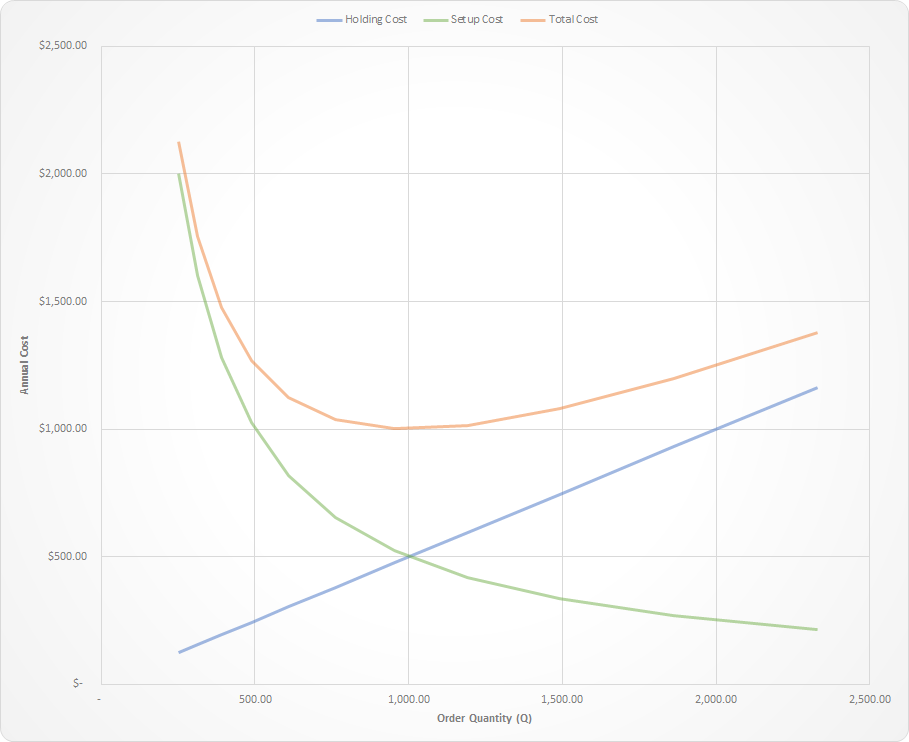 Holding Cost Setup Cost Total Cost
$2,500.00
$2,000.00
$1,500.00
$1,000.00
$500.00
$-
Annual Cost
- 500.00 1,000.00 1,500.00 2,000.00 2,500.00
Order Quantity (Q)